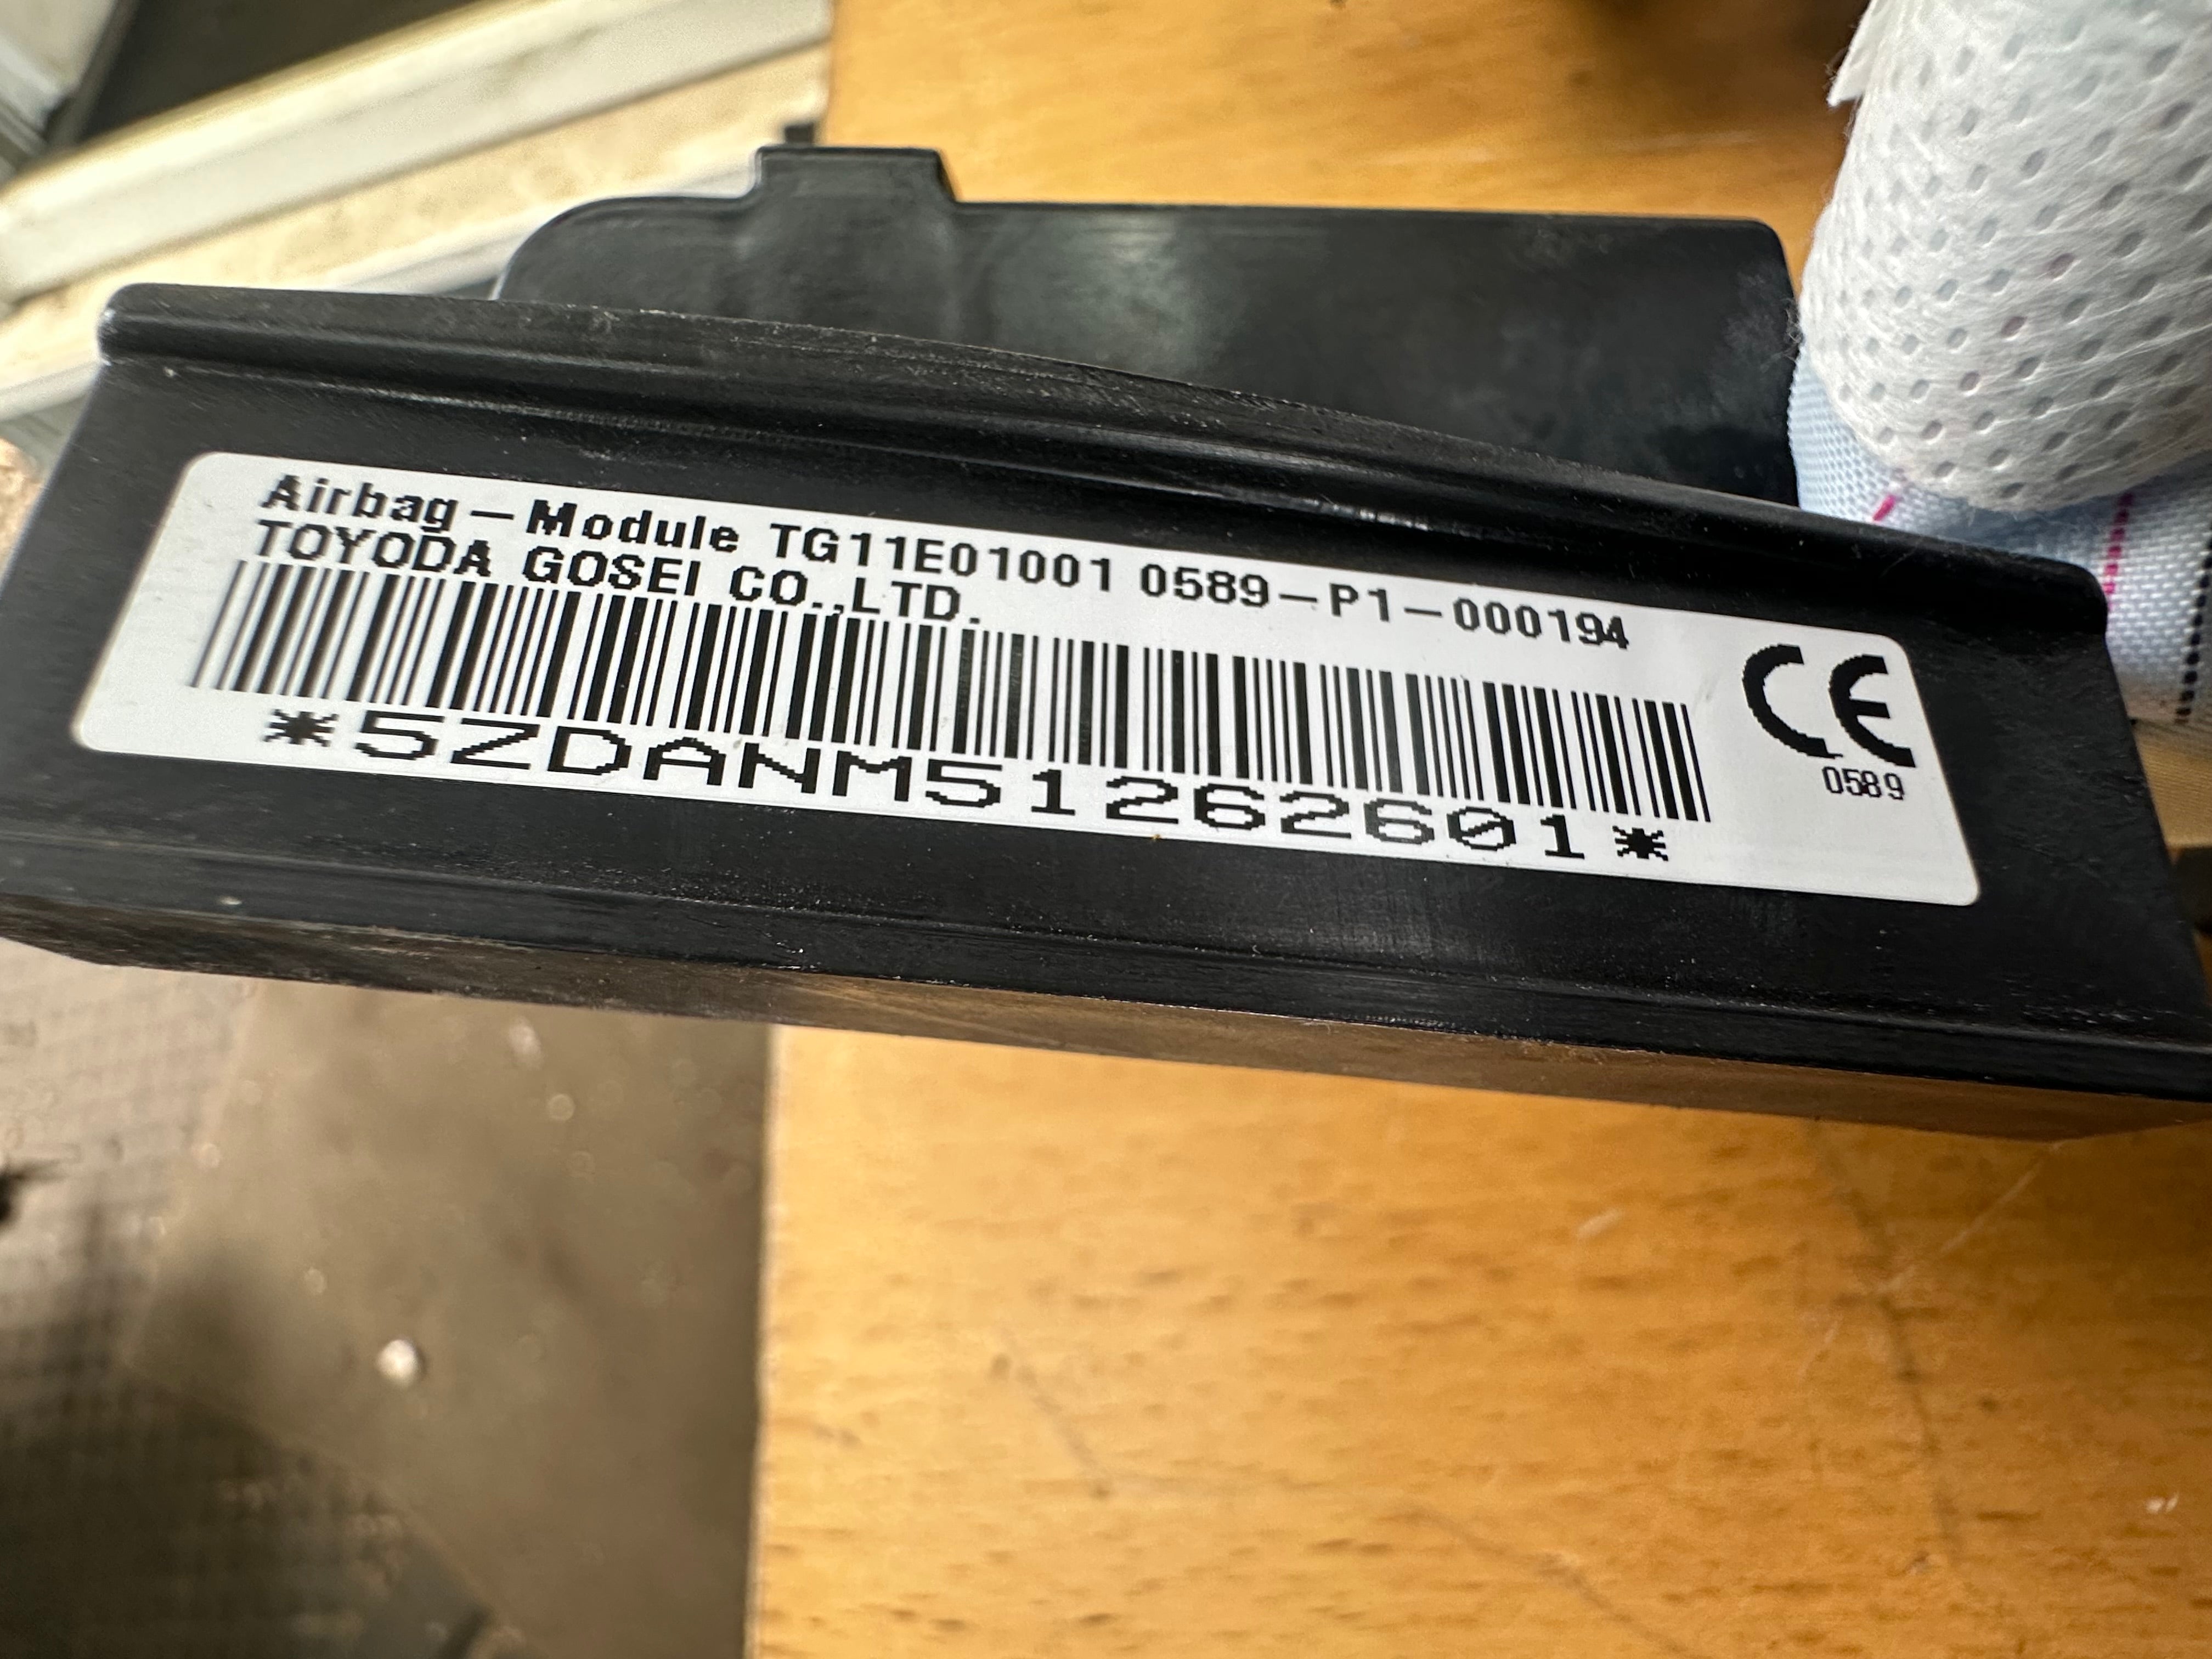 Airbag-Module TG11E01001 0589-P1-000194
TOYODA GOSEI CO.,LTD.
*5ZDANM51262601*
CE
0589